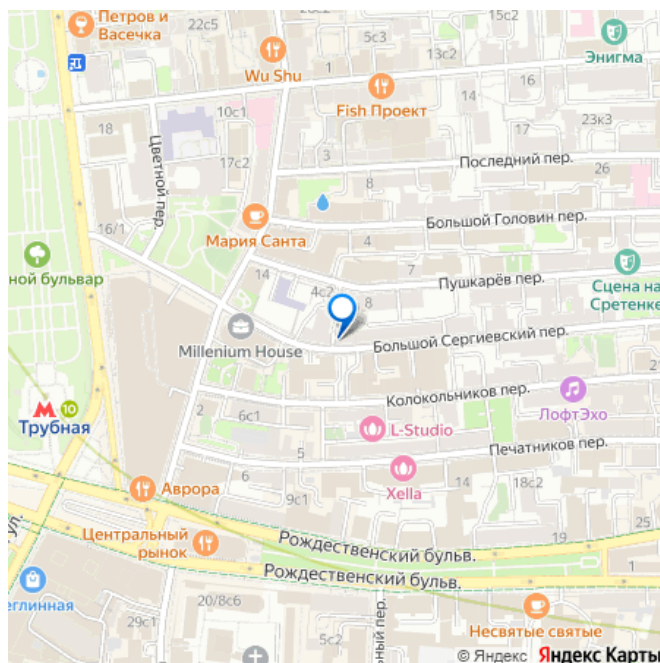 Петров и
Васечка
15с2
5с3
13с2
Энигма
Wu Shu
1
16
Fish Проект
14
10с1
18
Цветной пер.
17с2
3
17
23к3
Последний пер.
26
8
16/1
Большой Головин пер.
Мария Санта
4
ной бульвар
14
4с2
7
Пушкарёв пер.
8
Сцена на
Сретенке
Millenium House
Большой Сергиевский пер.
Колокольников пер.
ЛофтЭхо
10
Трубная
2
6с1
L-Studio
Печатников пер.
5
6
Xella
14
18с2
Аврора
9с1
Центральный
рынок
ул.
Рождественский бульв.
19
25
Рождественский бульв.
1
еглинная
20/8с6
29с1
5с2
ьный пер.
Несвятые святые
© Яндекс Яндекс Карты